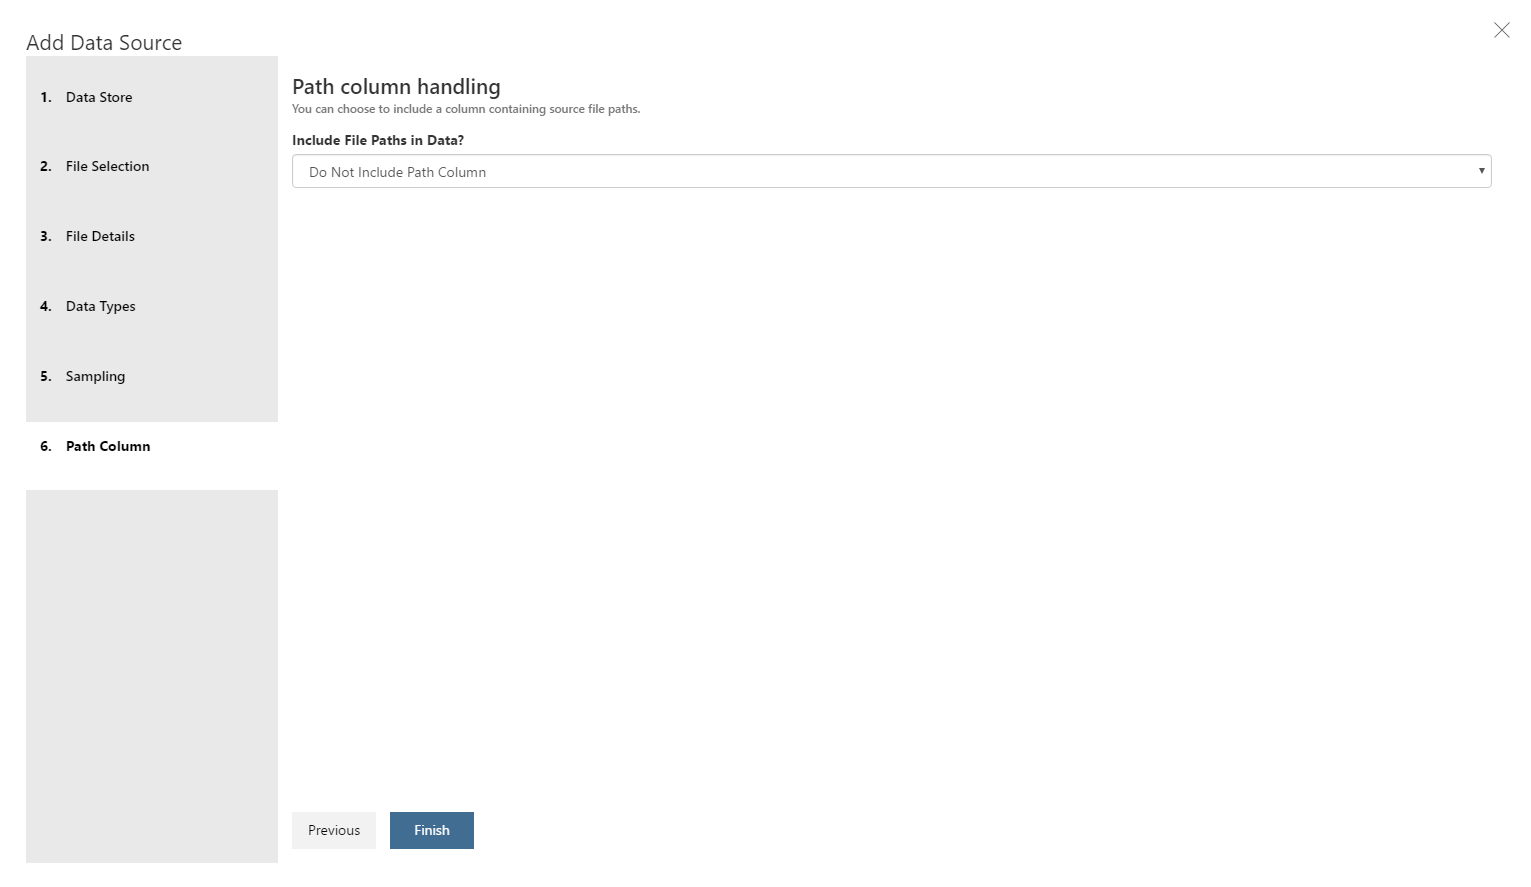 Add Data Source
1. Data Store
2. File Selection
3. File Details
4. Data Types
5. Sampling
6. Path Column
Path column handling
You can choose to include a column containing source file paths.
Include File Paths in Data?
Do Not Include Path Column
Previous
Finish